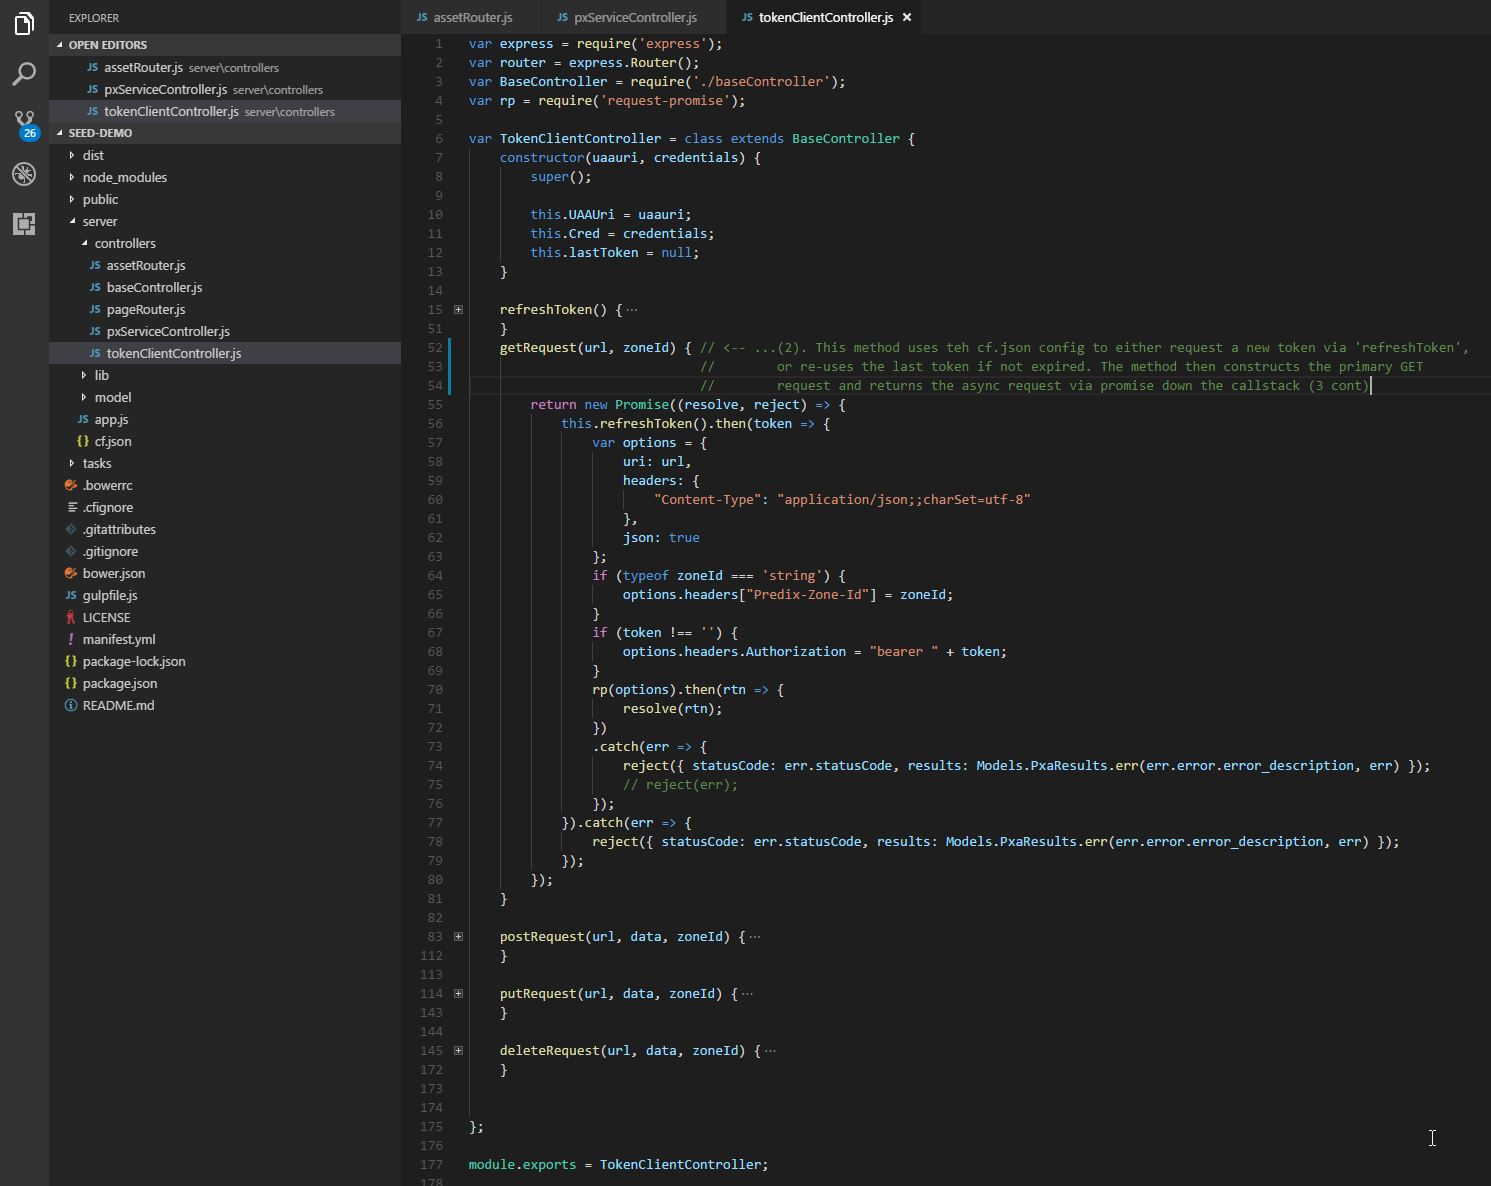 EXPLORER
OPEN EDITORS
JS assetRouter.js server\controllers
JS pxServiceController.js server\controllers
JS tokenClientController.js server\controllers
26
SEED-DEMO
dist
node_modules
public
server
controllers
JS assetRouter.js
JS baseController.js
JS pageRouter.js
JS pxServiceController.js
JS tokenClientController.js
lib
model
JS app.js
{} cf.json
tasks
.bowerrc
.cfignore
.gitattributes
.gitignore
bower.json
JS gulpfile.js
LICENSE
! manifest.yml
{} package-lock.json
{} package.json
README.md
JS assetRouter.js JS pxServiceController.js JS tokenClientController.js ×
1 var express = require('express');
2 var router = express.Router();
3 var BaseController = require('./baseController');
4 var rp = require('request-promise');
5
6 var TokenClientController = class extends BaseController {
7 constructor(uaauri, credentials) {
8 super();
9
10 this.UAAUri = uaauri;
11 this.Cred = credentials;
12 this.lastToken = null;
13 }
14
15 refreshToken() {···
51 }
52 getRequest(url, zoneId) { // <-- ...(2). This method uses teh cf.json config to either request a new token via 'refreshToken',
53 // or re-uses the last token if not expired. The method then constructs the primary GET
54 // request and returns the async request via promise down the callstack (3 cont)
55 return new Promise((resolve, reject) => {
56 this.refreshToken().then(token => {
57 var options = {
58 uri: url,
59 headers: {
60 "Content-Type": "application/json;;charSet=utf-8"
61 },
62 json: true
63 };
64 if (typeof zoneId === 'string') {
65 options.headers["Predix-Zone-Id"] = zoneId;
66 }
67 if (token !== '') {
68 options.headers.Authorization = "bearer " + token;
69 }
70 rp(options).then(rtn => {
71 resolve(rtn);
72 })
73 .catch(err => {
74 reject({ statusCode: err.statusCode, results: Models.PxaResults.err(err.error.error_description, err) });
75 // reject(err);
76 });
77 }).catch(err => {
78 reject({ statusCode: err.statusCode, results: Models.PxaResults.err(err.error.error_description, err) });
79 });
80 });
81 }
82
83 postRequest(url, data, zoneId) {···
112 }
113
114 putRequest(url, data, zoneId) {···
143 }
144
145 deleteRequest(url, data, zoneId) {···
172 }
173
174
175 };
176
177 module.exports = TokenClientController;
178